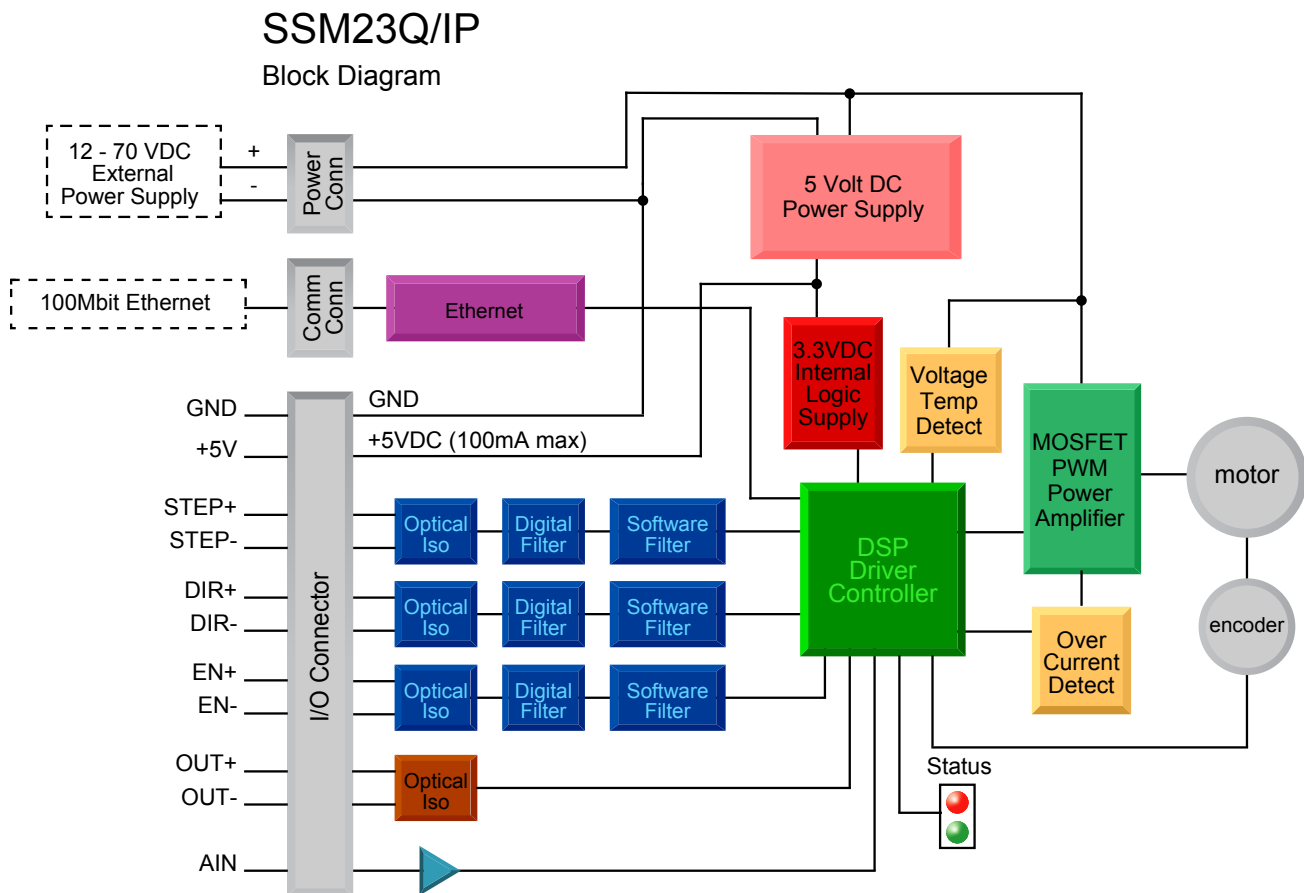 SSM23Q/IP
Block Diagram
12 - 70 VDC
External
Power Supply
+
-
Power
Conn
5 Volt DC
Power Supply
100Mbit Ethernet
Comm
Conn
Ethernet
3.3VDC
Internal
Logic
Supply
Voltage
Temp
Detect
MOSFET
PWM
Power
Amplifier
motor
encoder
GND
GND
+5V
+5VDC (100mA max)
I/O Connector
STEP+
STEP-
Optical
Iso
Digital
Filter
Software
Filter
DSP
Driver
Controller
DIR+
DIR-
Optical
Iso
Digital
Filter
Software
Filter
Over
Current
Detect
EN+
EN-
Optical
Iso
Digital
Filter
Software
Filter
OUT+
OUT-
Optical
Iso
Status
AIN